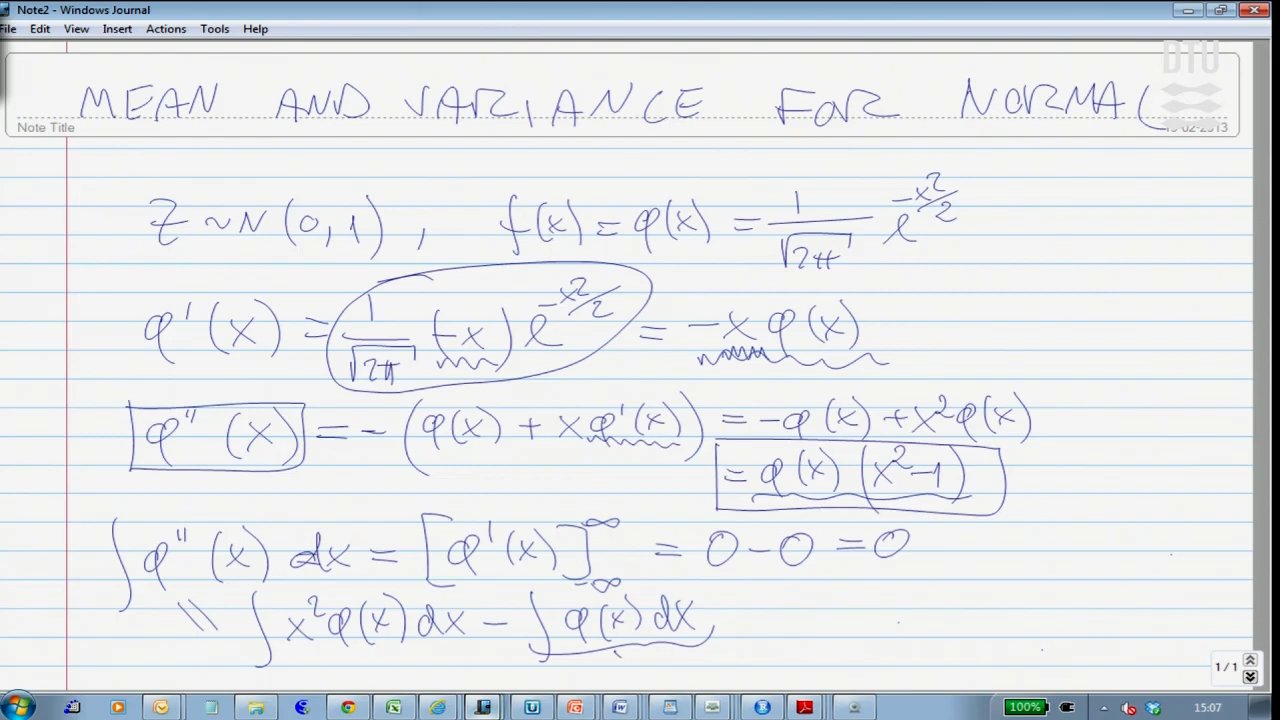 Note2 - Windows Journal
File Edit View Insert Actions Tools Help
DTU
MEAN AND VARIANCE FOR NORMAL
Note Title
Z ~ N(0,1), f(x) = φ(x) = 1/√2π e^(-x²/2)
φ'(x) = 1/√2π (-x) e^(-x²/2) = -x φ(x)
φ''(x) = -(φ(x) + xφ'(x)) = -φ(x) + x²φ(x)
= φ(x) (x²-1)
∫φ''(x) dx = [φ'(x)]_-∞^∞ = 0 - 0 = 0
|| ∫x²φ(x)dx - ∫φ(x)dx
1 / 1
100% 15:07